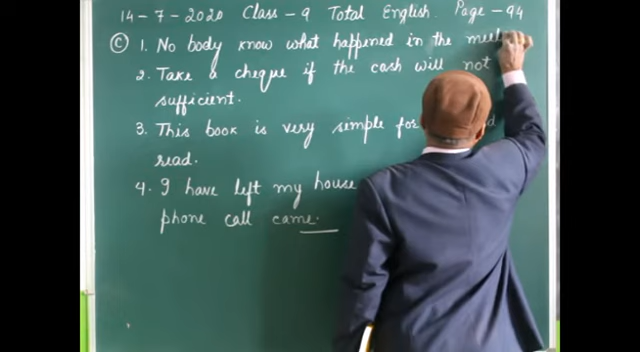 14-7-2020 Class-9 Total English. Page-94
(C) 1. No body know what happened in the
2. Take a cheque if the cash will not
sufficient.
3. This book is very simple for
read.
4. I have left my house
phone call came.